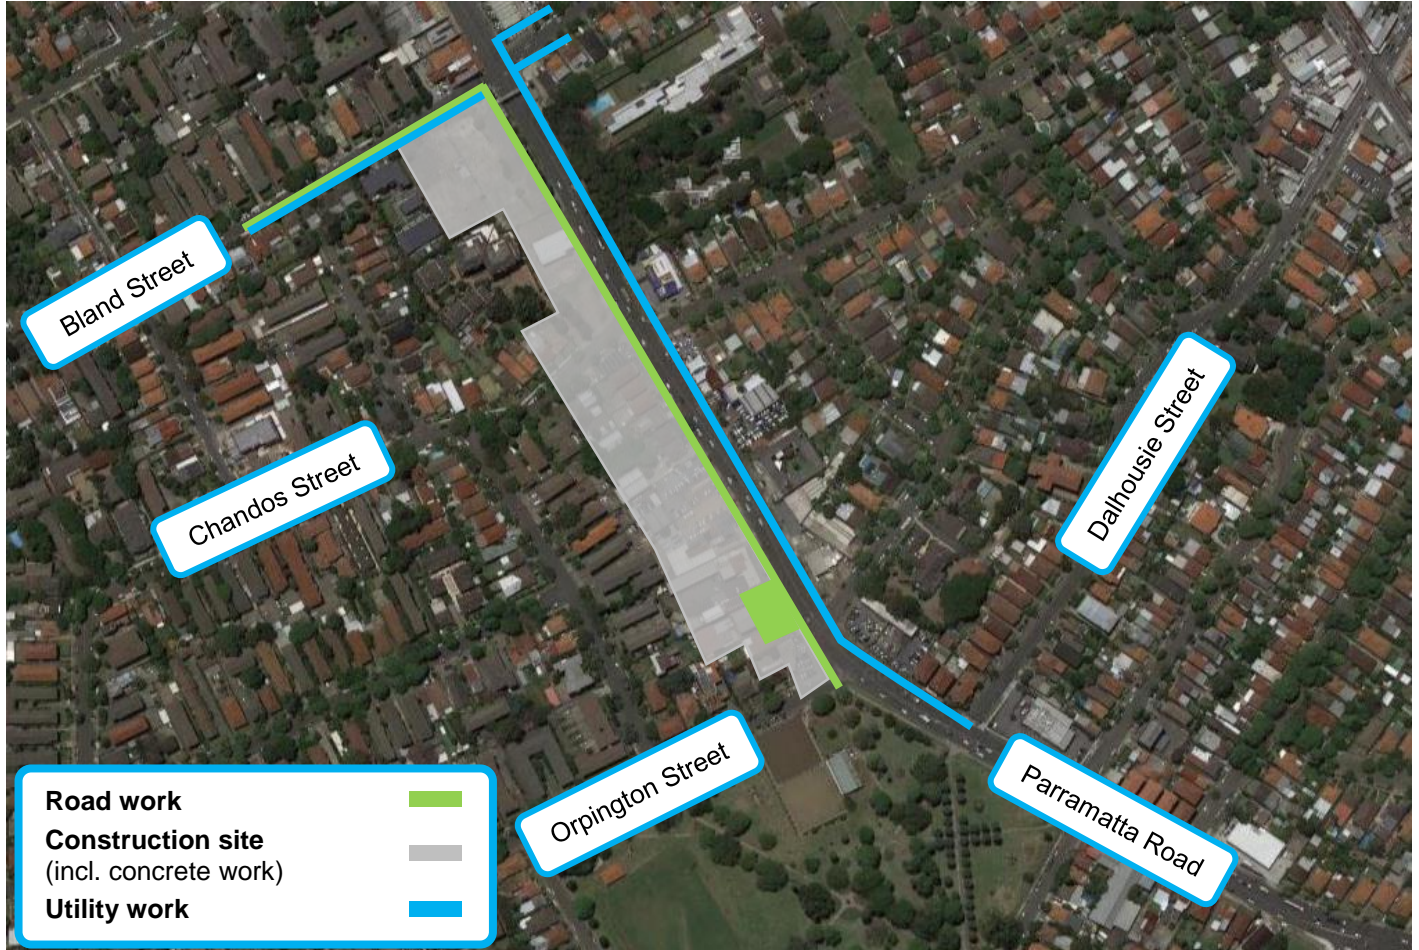 Bland Street
Chandos Street
Dalhousie Street
Orpington Street
Parramatta Road
Road work
Construction site
(incl. concrete work)
Utility work